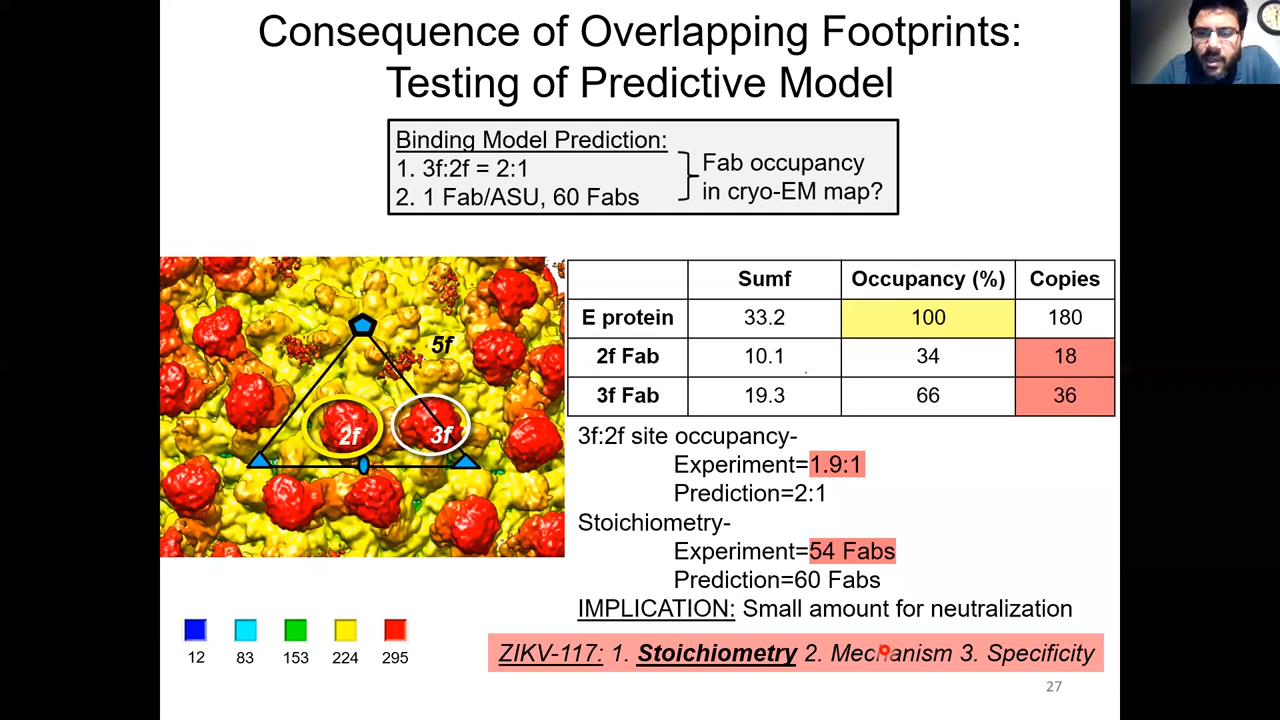 Consequence of Overlapping Footprints:
Testing of Predictive Model
Binding Model Prediction:
1. 3f:2f = 2:1
2. 1 Fab/ASU, 60 Fabs
Fab occupancy
in cryo-EM map?
5f
2f
3f
Sumf Occupancy (%) Copies
E protein 33.2 100 180
2f Fab 10.1 34 18
3f Fab 19.3 66 36
3f:2f site occupancy-
Experiment=1.9:1
Prediction=2:1
Stoichiometry-
Experiment=54 Fabs
Prediction=60 Fabs
IMPLICATION: Small amount for neutralization
12 83 153 224 295
ZIKV-117: 1. Stoichiometry 2. Mechanism 3. Specificity
27